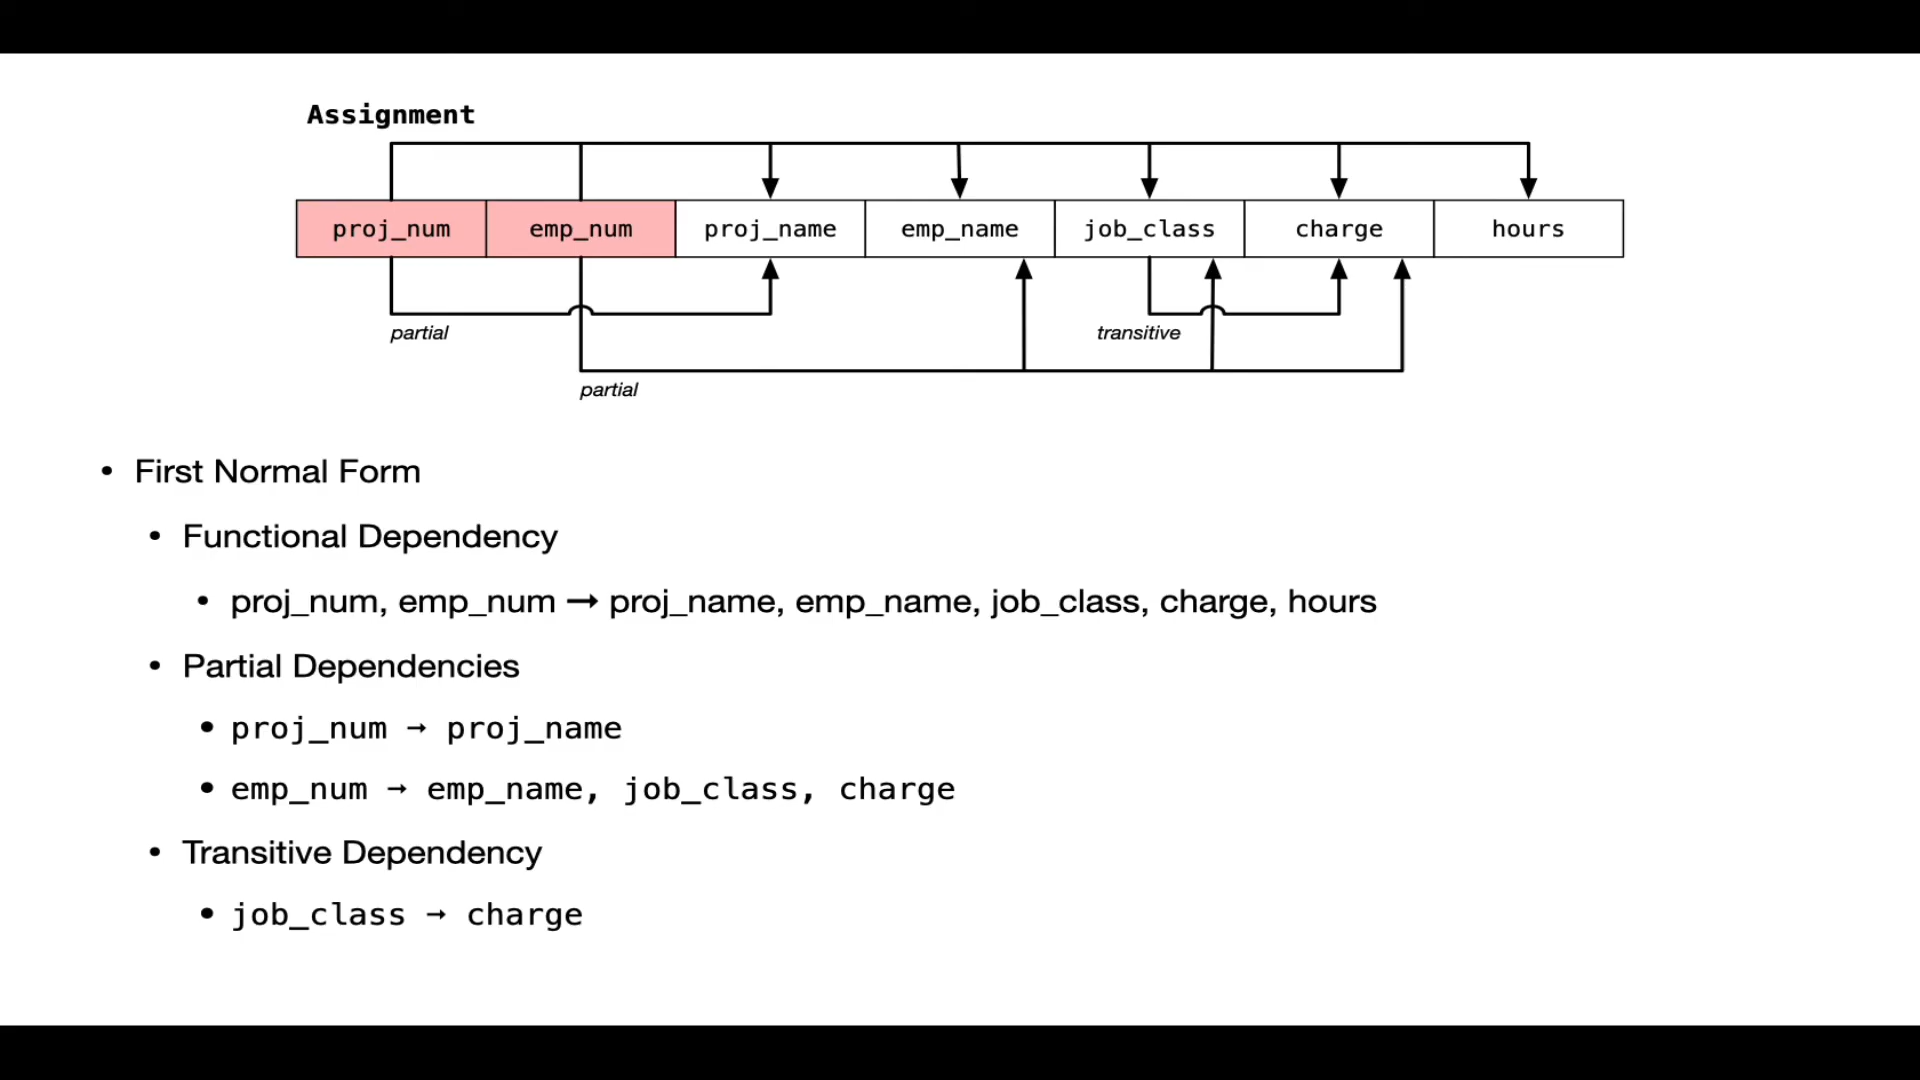 Assignment
proj_num emp_num proj_name emp_name job_class charge hours
partial
transitive
partial
• First Normal Form
• Functional Dependency
• proj_num, emp_num → proj_name, emp_name, job_class, charge, hours
• Partial Dependencies
• proj_num → proj_name
• emp_num → emp_name, job_class, charge
• Transitive Dependency
• job_class → charge